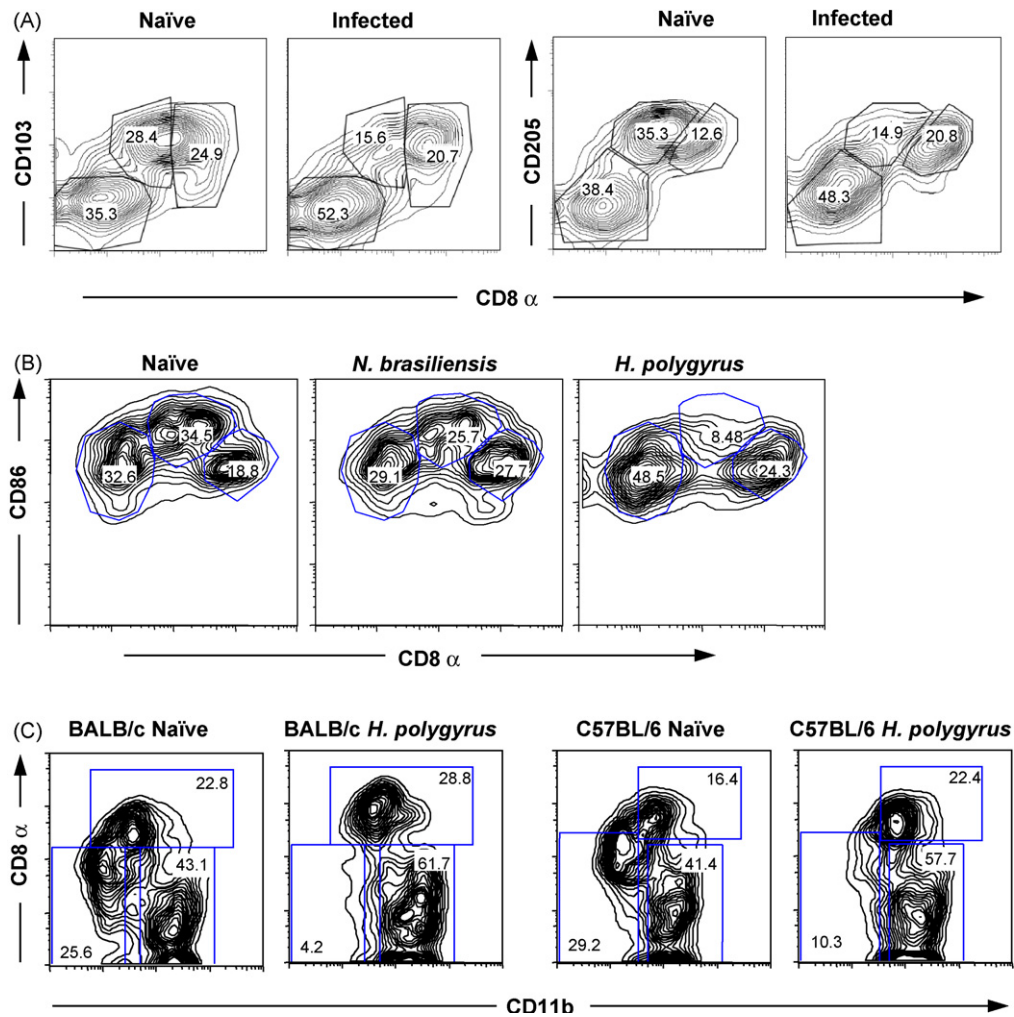 (A)
Naïve Infected Naïve Infected
CD103
28.4
24.9
35.3
15.6
20.7
52.3
CD205
35.3
12.6
38.4
14.9
20.8
48.3
CD8 α
(B)
Naïve N. brasiliensis H. polygyrus
CD86
34.5
32.6
18.8
25.7
29.1
27.7
8.48
48.5
24.3
CD8 α
(C)
BALB/c Naïve BALB/c H. polygyrus C57BL/6 Naïve C57BL/6 H. polygyrus
CD8 α
22.8
43.1
25.6
28.8
61.7
4.2
16.4
41.4
29.2
22.4
57.7
10.3
CD11b